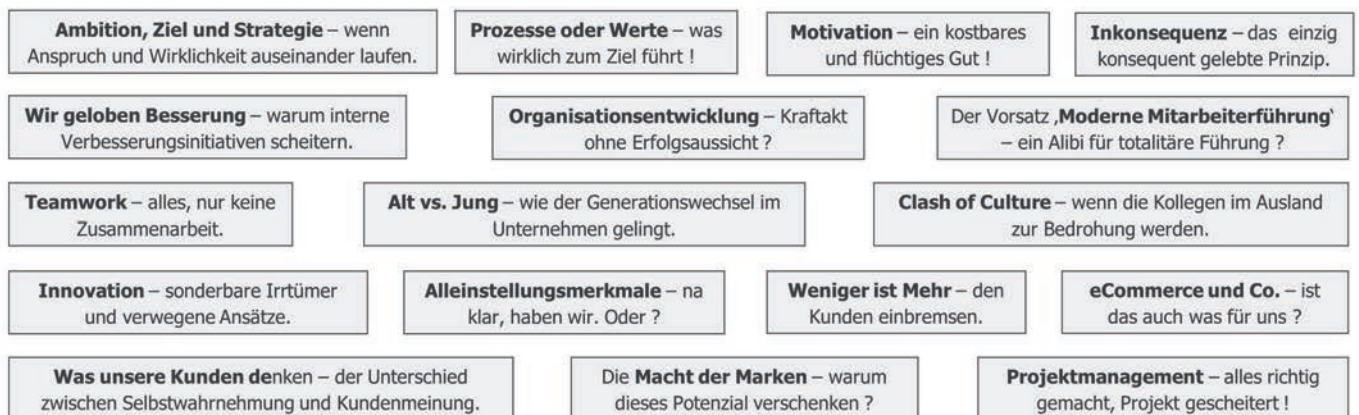 Ambition, Ziel und Strategie – wenn
Anspruch und Wirklichkeit auseinander laufen.
Prozesse oder Werte – was
wirklich zum Ziel führt !
Motivation – ein kostbares
und flüchtiges Gut !
Inkonsequenz – das einzig
konsequent gelebte Prinzip.
Wir geloben Besserung – warum interne
Verbesserungsinitiativen scheitern.
Organisationsentwicklung – Kraftakt
ohne Erfolgsaussicht ?
Der Vorsatz ‚Moderne Mitarbeiterführung‘
– ein Alibi für totalitäre Führung ?
Teamwork – alles, nur keine
Zusammenarbeit.
Alt vs. Jung – wie der Generationswechsel im
Unternehmen gelingt.
Clash of Culture – wenn die Kollegen im Ausland
zur Bedrohung werden.
Innovation – sonderbare Irrtümer
und verwegene Ansätze.
Alleinstellungsmerkmale – na
klar, haben wir. Oder ?
Weniger ist Mehr – den
Kunden einbremsen.
eCommerce und Co. – ist
das auch was für uns ?
Was unsere Kunden denken – der Unterschied
zwischen Selbstwahrnehmung und Kundenmeinung.
Die Macht der Marken – warum
dieses Potenzial verschenken ?
Projektmanagement – alles richtig
gemacht, Projekt gescheitert !